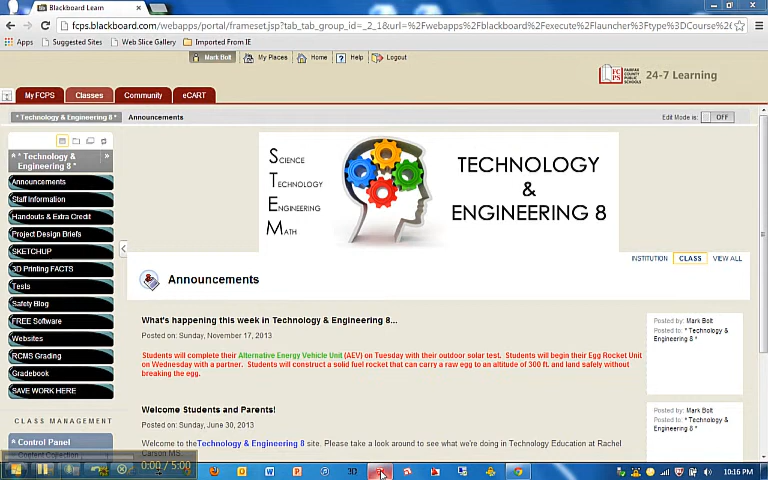 Blackboard Learn
fcps.blackboard.com/webapps/portal/frameset.jsp?tab_tab_group_id=_2_1&url=%2Fwebapps%2Fblackboard%2Fexecute%2Flauncher%3Ftype%3DCourse%26
Apps Suggested Sites Web Slice Gallery Imported From IE
Mark Bolt My Places Home Help Logout
FCPS FAIRFAX COUNTY PUBLIC SCHOOLS 24-7 Learning
My FCPS Classes Community eCART
* Technology & Engineering 8 * Announcements Edit Mode is: OFF
* Technology &
Engineering 8 *
Announcements
Staff Information
Handouts & Extra Credit
Project Design Briefs
SKETCHUP
3D Printing FACTS
Tests
Safety Blog
FREE Software
Websites
RCMS Grading
Gradebook
SAVE WORK HERE
CLASS MANAGEMENT
Control Panel
Content Collection
SCIENCE
TECHNOLOGY
ENGINEERING
MATH
TECHNOLOGY
&
ENGINEERING 8
INSTITUTION CLASS VIEW ALL
Announcements
What's happening this week in Technology & Engineering 8...
Posted on: Sunday, November 17, 2013
Students will complete their Alternative Energy Vehicle Unit (AEV) on Tuesday with their outdoor solar test. Students will begin their Egg Rocket Unit
on Wednesday with a partner. Students will construct a solid fuel rocket that can carry a raw egg to an altitude of 300 ft. and land safely without
breaking the egg.
Posted by: Mark Bolt
Posted to: * Technology &
Engineering 8 *
Welcome Students and Parents!
Posted on: Sunday, June 30, 2013
Welcome to the Technology & Engineering 8 site. Please take a look around to see what we're doing in Technology Education at Rachel
Carson MS.
Posted by: Mark Bolt
Posted to: * Technology &
Engineering 8 *
0:00 / 5:00
3D
10:16 PM